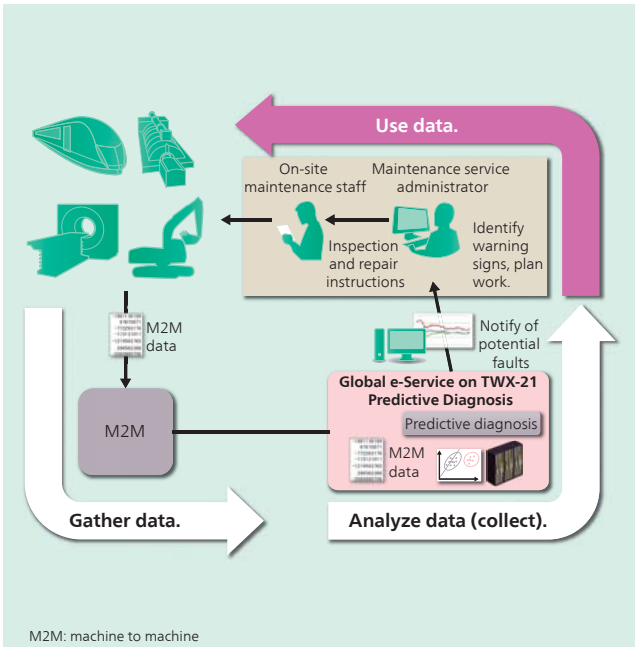 Use data.
On-site
maintenance staff
Maintenance service
administrator
Inspection
and repair
instructions
Identify
warning
signs, plan
work.
M2M
data
Notify of
potential
faults
Global e-Service on TWX-21
Predictive Diagnosis
Predictive diagnosis
M2M
M2M
data
Gather data.
Analyze data (collect).
M2M: machine to machine